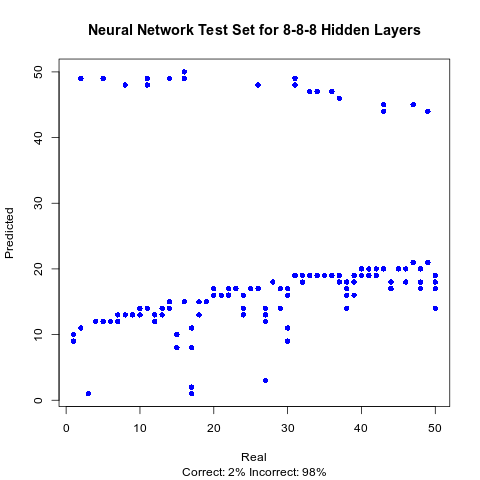 Neural Network Test Set for 8-8-8 Hidden Layers
Predicted
50
40
30
20
10
0
0 10 20 30 40 50
Real
Correct: 2% Incorrect: 98%